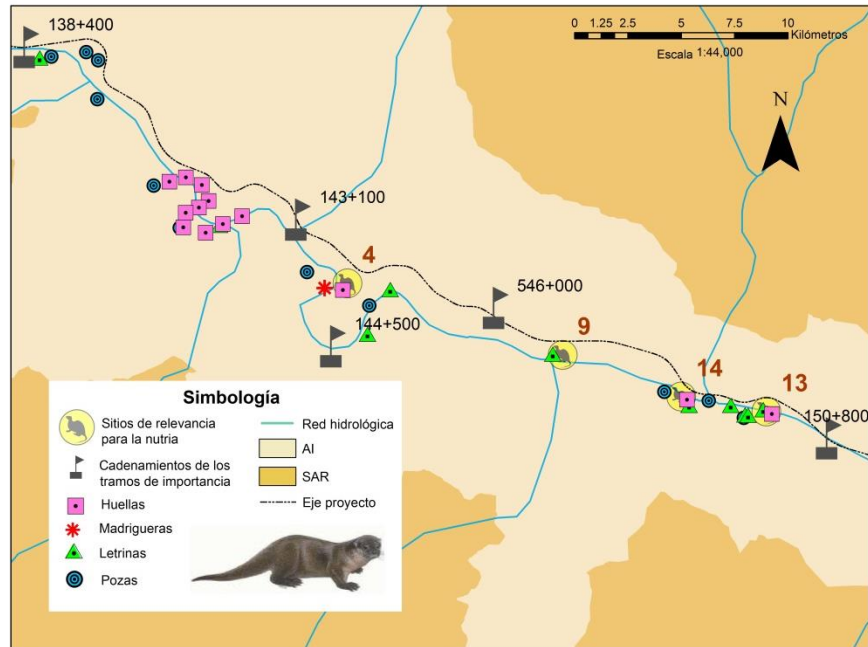 138+400
0 1.25 2.5 5 7.5 10
Kilómetros
Escala 1:44,000
N
143+100
4
546+000
9
144+500
14
13
150+800
Simbología
Sitios de relevancia
para la nutria
Cadenamientos de los
tramos de importancia
Huellas
Madrigueras
Letrinas
Pozas
Red hidrológica
AI
SAR
Eje proyecto